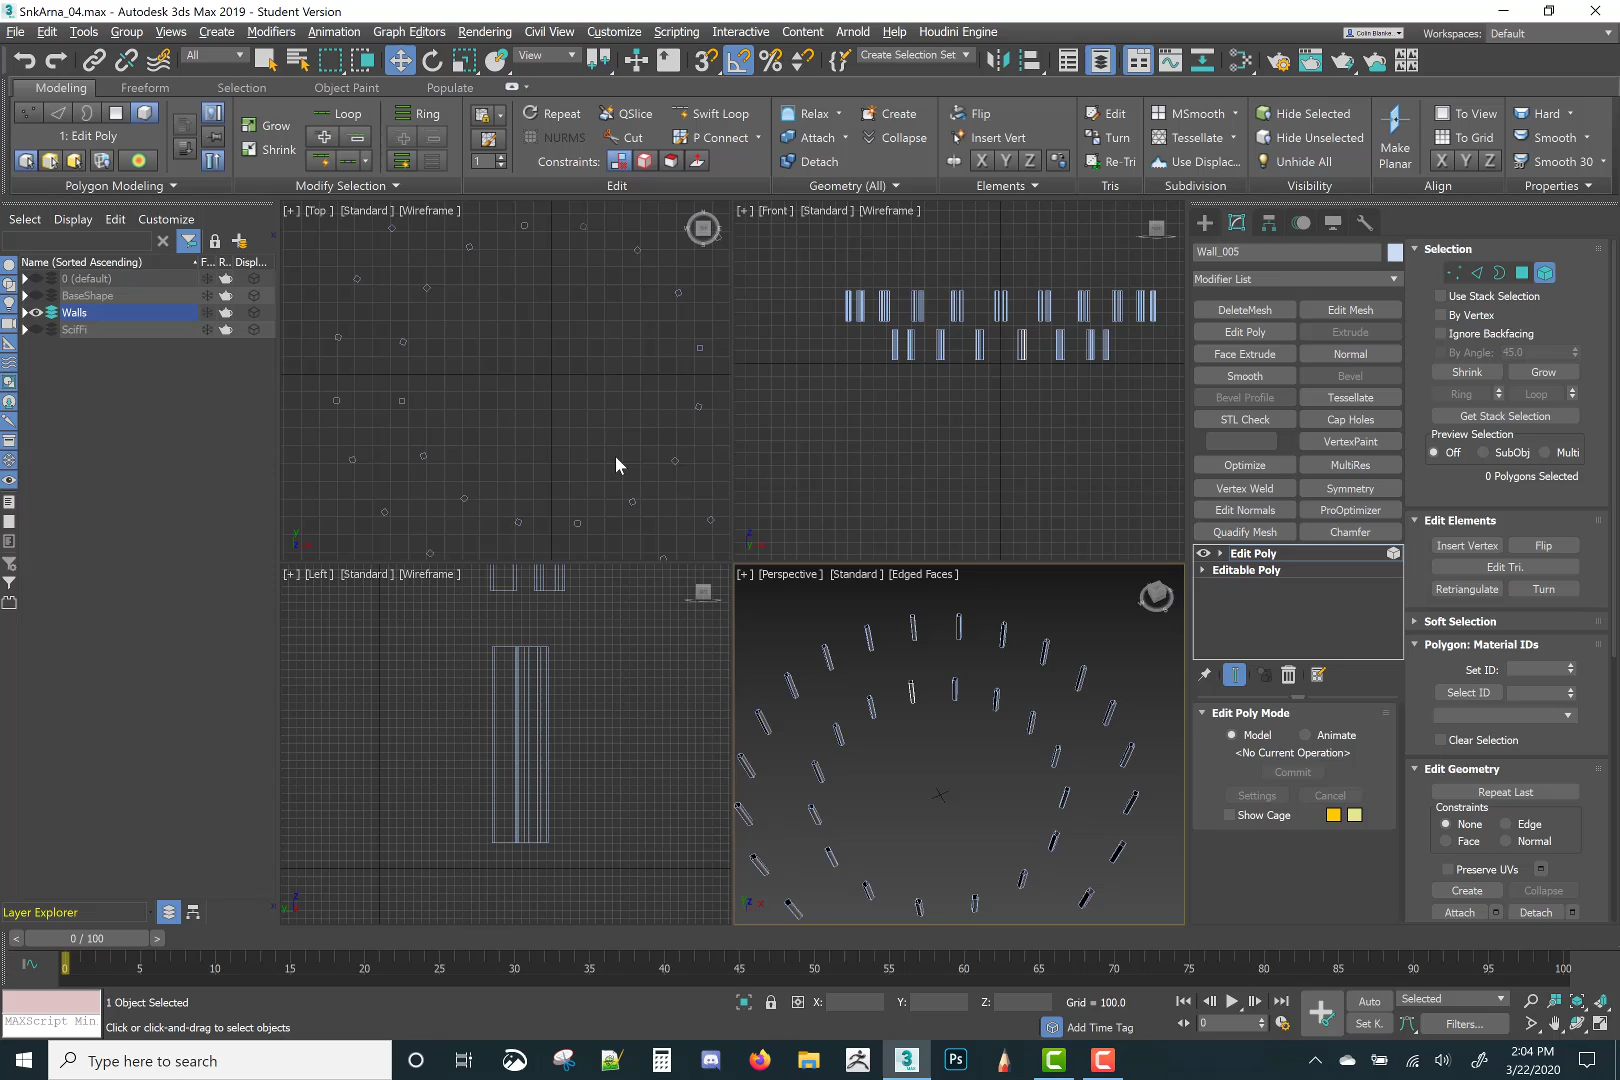 SnkArna_04.max - Autodesk 3ds Max 2019 - Student Version
File Edit Tools Group Views Create Modifiers Animation Graph Editors Rendering Civil View Customize Scripting Interactive Content Arnold Help Houdini Engine Colin Blanke... Workspaces: Default
All View Create Selection Set
Modeling Freeform Selection Object Paint Populate
Loop Ring Repeat QSlice Swift Loop Relax Create Flip Edit MSmooth Hide Selected To View Hard
1: Edit Poly Grow NURMS Cut P Connect Attach Collapse Insert Vert Turn Tessellate Hide Unselected Make Planar To Grid Smooth
Shrink 1 Constraints: Detach X Y Z Re-Tri Use Displac... Unhide All X Y Z Smooth 30
Polygon Modeling Modify Selection Edit Geometry (All) Elements Tris Subdivision Visibility Align Properties
Select Display Edit Customize
Name (Sorted Ascending) F... R... Displ...
0 (default)
BaseShape
Walls
ScifFi
Layer Explorer
[+] [Top ] [Standard ] [Wireframe ]
[+] [Front ] [Standard ] [Wireframe ]
[+] [Left ] [Standard ] [Wireframe ]
[+] [Perspective ] [Standard ] [Edged Faces ]
Wall_005
Modifier List
DeleteMesh Edit Mesh
Edit Poly Extrude
Face Extrude Normal
Smooth Bevel
Bevel Profile Tessellate
STL Check Cap Holes
VertexPaint
Optimize MultiRes
Vertex Weld Symmetry
Edit Normals ProOptimizer
Quadify Mesh Chamfer
Edit Poly
Editable Poly
Edit Poly Mode
Model Animate
<No Current Operation>
Commit
Settings Cancel
Show Cage
Selection
Use Stack Selection
By Vertex
Ignore Backfacing
By Angle: 45.0
Shrink Grow
Ring Loop
Get Stack Selection
Preview Selection
Off SubObj Multi
0 Polygons Selected
Edit Elements
Insert Vertex Flip
Edit Tri.
Retriangulate Turn
Soft Selection
Polygon: Material IDs
Set ID:
Select ID
Clear Selection
Edit Geometry
Repeat Last
Constraints
None Edge
Face Normal
Preserve UVs
Create Collapse
Attach Detach
< 0 / 100 >
0 5 10 15 20 25 30 35 40 45 50 55 60 65 70 75 80 85 90 95 100
1 Object Selected X: Y: Z: Grid = 100.0 Auto Selected
MAXScript Min Click or click-and-drag to select objects Add Time Tag 0 Set K. Filters...
Type here to search
2:04 PM
3/22/2020